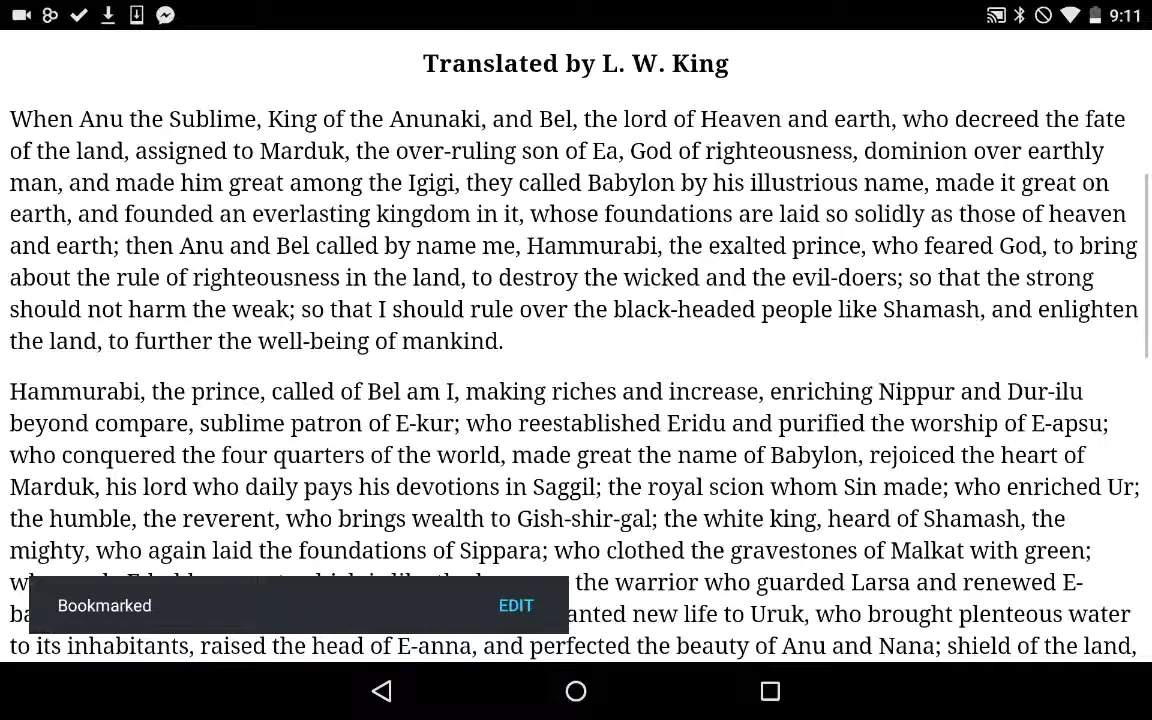 9:11
Translated by L. W. King
When Anu the Sublime, King of the Anunaki, and Bel, the lord of Heaven and earth, who decreed the fate
of the land, assigned to Marduk, the over-ruling son of Ea, God of righteousness, dominion over earthly
man, and made him great among the Igigi, they called Babylon by his illustrious name, made it great on
earth, and founded an everlasting kingdom in it, whose foundations are laid so solidly as those of heaven
and earth; then Anu and Bel called by name me, Hammurabi, the exalted prince, who feared God, to bring
about the rule of righteousness in the land, to destroy the wicked and the evil-doers; so that the strong
should not harm the weak; so that I should rule over the black-headed people like Shamash, and enlighten
the land, to further the well-being of mankind.
Hammurabi, the prince, called of Bel am I, making riches and increase, enriching Nippur and Dur-ilu
beyond compare, sublime patron of E-kur; who reestablished Eridu and purified the worship of E-apsu;
who conquered the four quarters of the world, made great the name of Babylon, rejoiced the heart of
Marduk, his lord who daily pays his devotions in Saggil; the royal scion whom Sin made; who enriched Ur;
the humble, the reverent, who brings wealth to Gish-shir-gal; the white king, heard of Shamash, the
mighty, who again laid the foundations of Sippara; who clothed the gravestones of Malkat with green;
the warrior who guarded Larsa and renewed E-
new life to Uruk, who brought plenteous water
to its inhabitants, raised the head of E-anna, and perfected the beauty of Anu and Nana; shield of the land,
Bookmarked EDIT